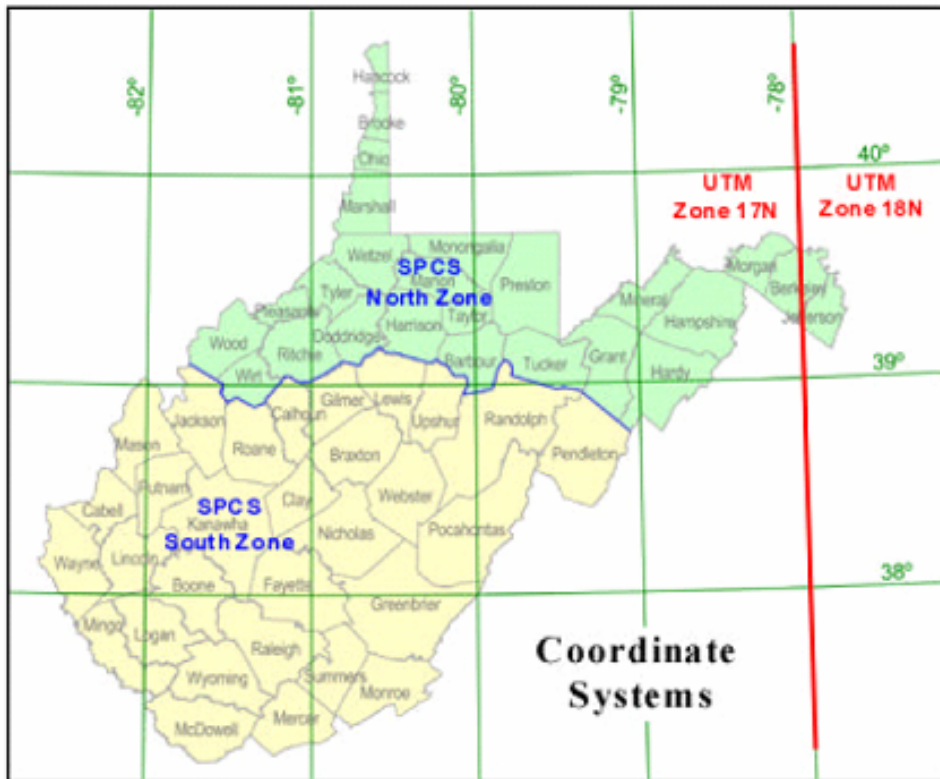 -82°
-81°
-80°
-79°
-78°
Hancock
Brooke
Ohio
40°
UTM
Zone 17N
UTM
Zone 18N
Marshall
Wetzel
Monongalia
SPCS
North Zone
Marion
Preston
Morgan
Berkeley
Jefferson
Tyler
Pleasants
Mineral
Hampshire
Taylor
Harrison
Doddridge
Wood
Ritchie
Barbour
Tucker
Grant
Hardy
Wirt
39°
Jackson
Calhoun
Gilmer
Lewis
Upshur
Randolph
Mason
Roane
Braxton
Pendleton
Putnam
Clay
Webster
Cabell
SPCS
South Zone
Kanawha
Nicholas
Pocahontas
Wayne
Lincoln
Boone
Fayette
38°
Greenbrier
Mingo
Logan
Raleigh
Coordinate
Systems
Wyoming
Summers
Monroe
McDowell
Mercer